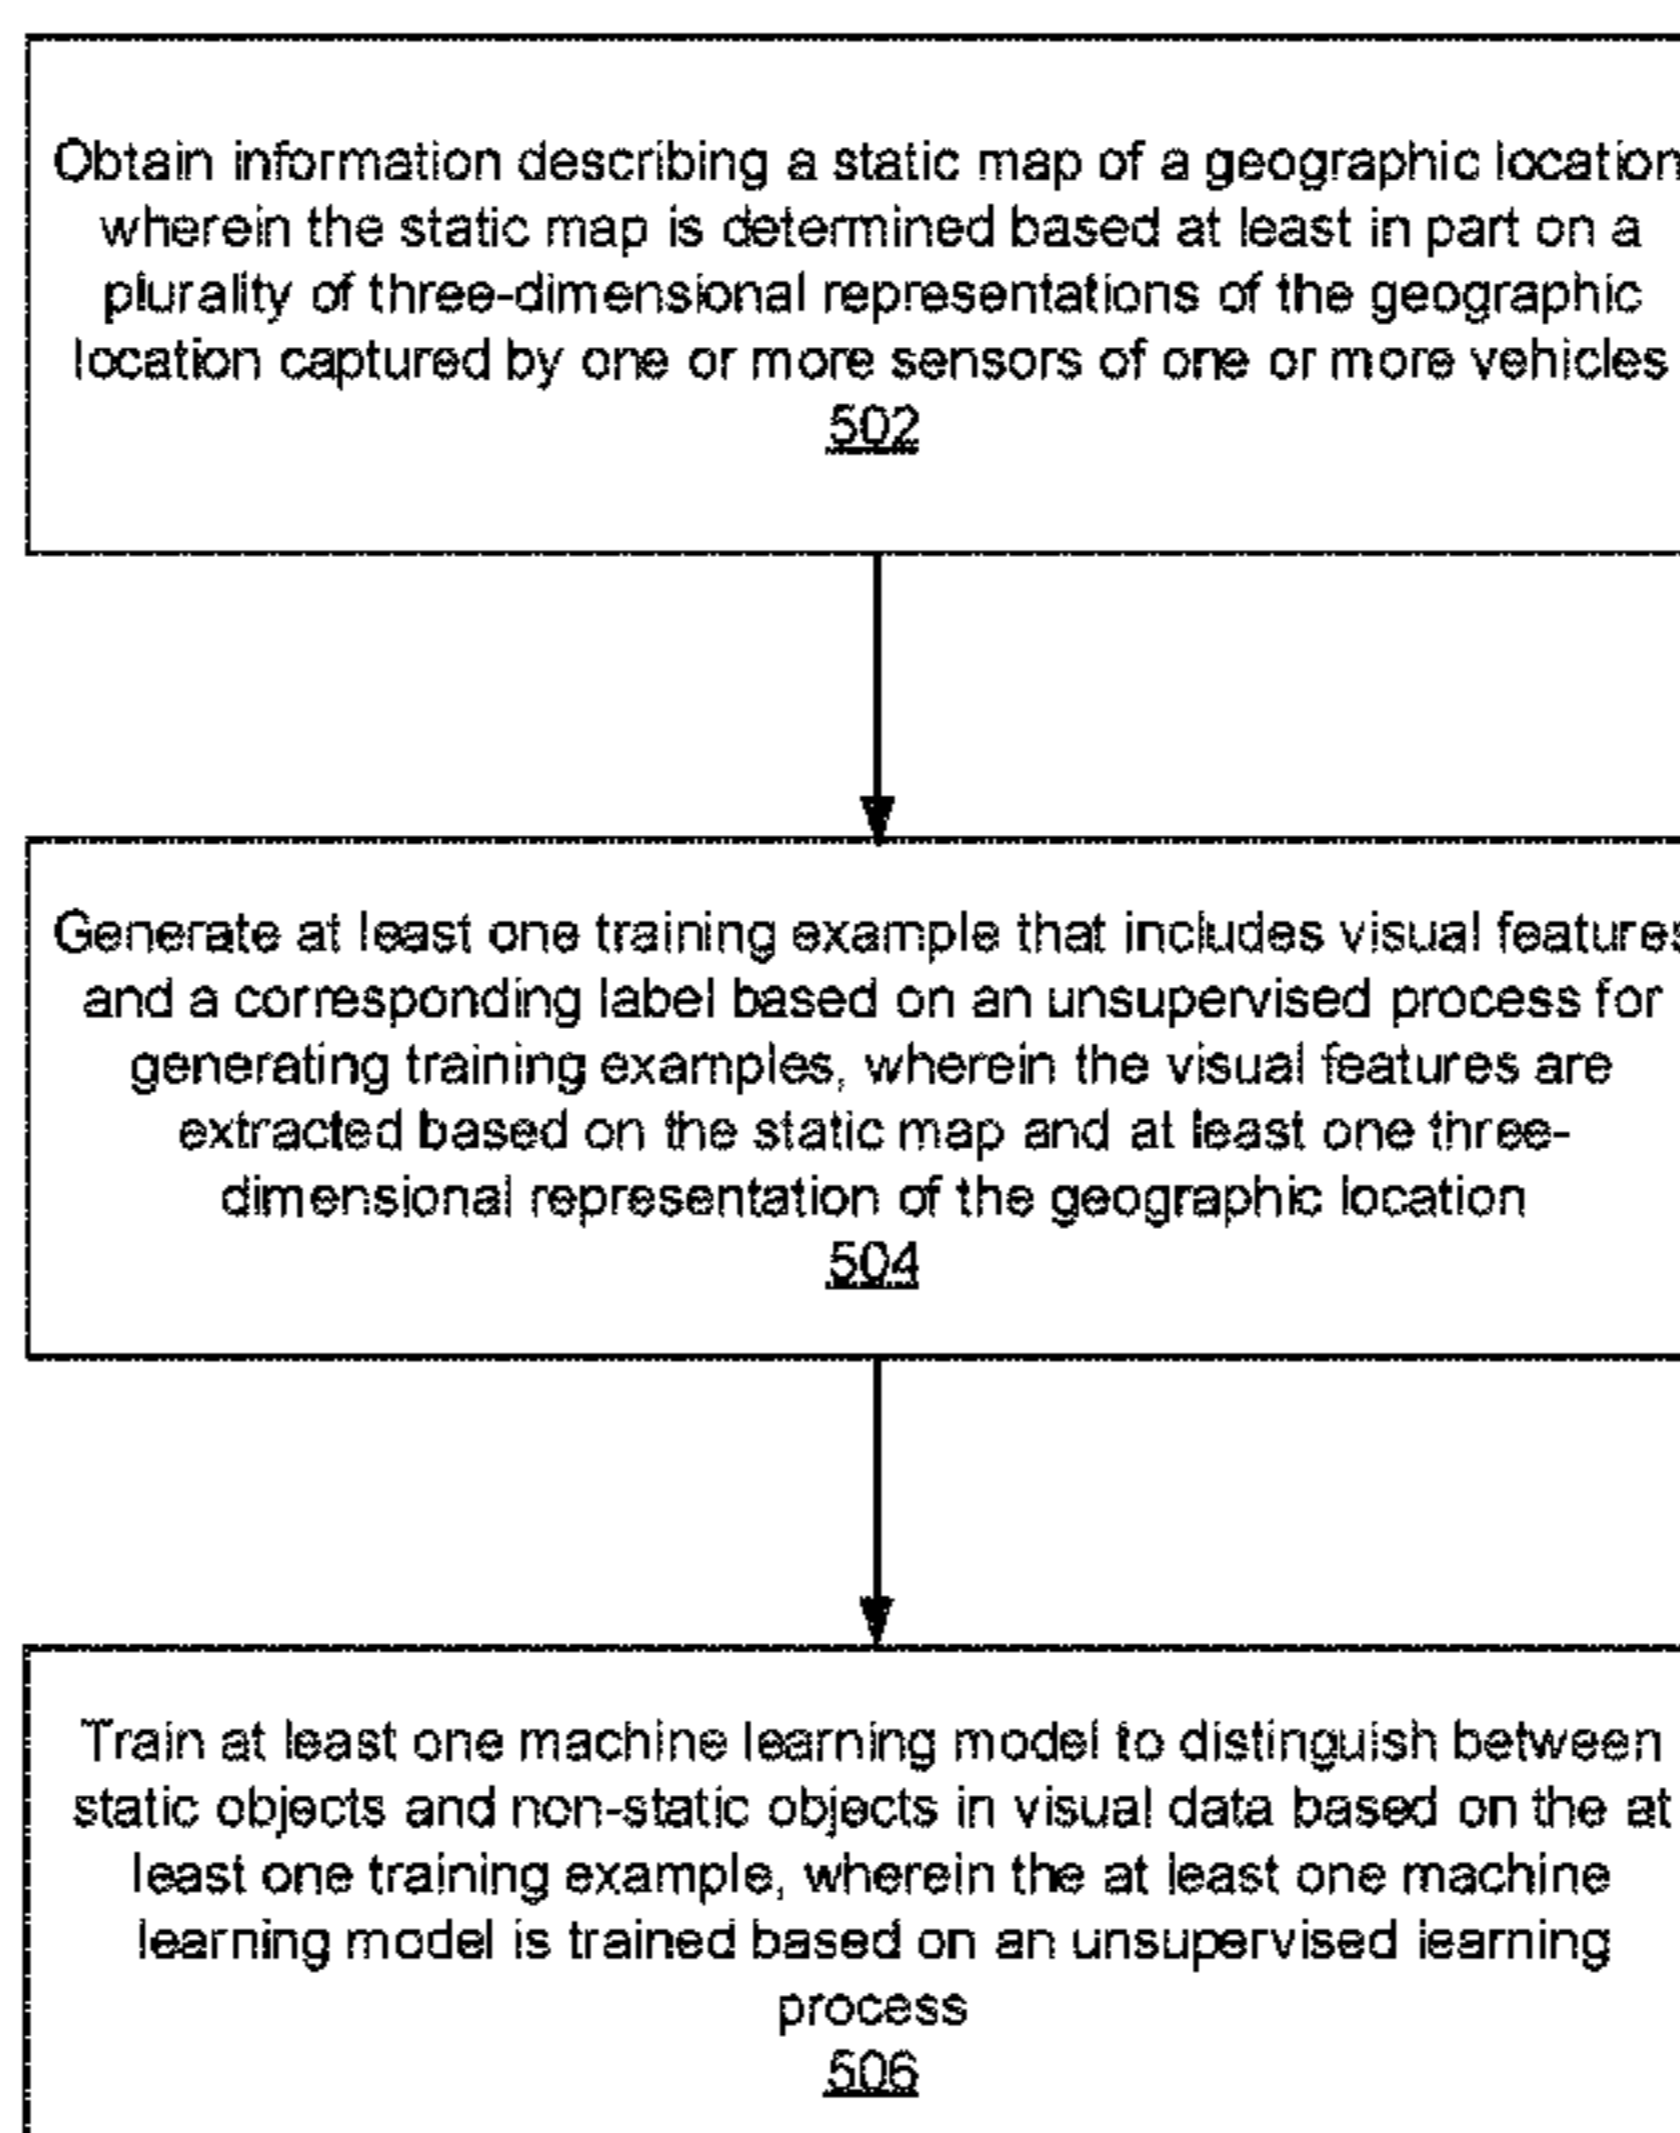 Obtain information describing a static map of a geographic location
wherein the static map is determined based at least in part on a
plurality of three-dimensional representations of the geographic
location captured by one or more sensors of one or more vehicles
502
Generate at least one training example that includes visual features
and a corresponding label based on an unsupervised process for
generating training examples, wherein the visual features are
extracted based on the static map and at least one three-
dimensional representation of the geographic location
504
Train at least one machine learning model to distinguish between
static objects and non-static objects in visual data based on the at
least one training example, wherein the at least one machine
learning model is trained based on an unsupervised learning
process
506